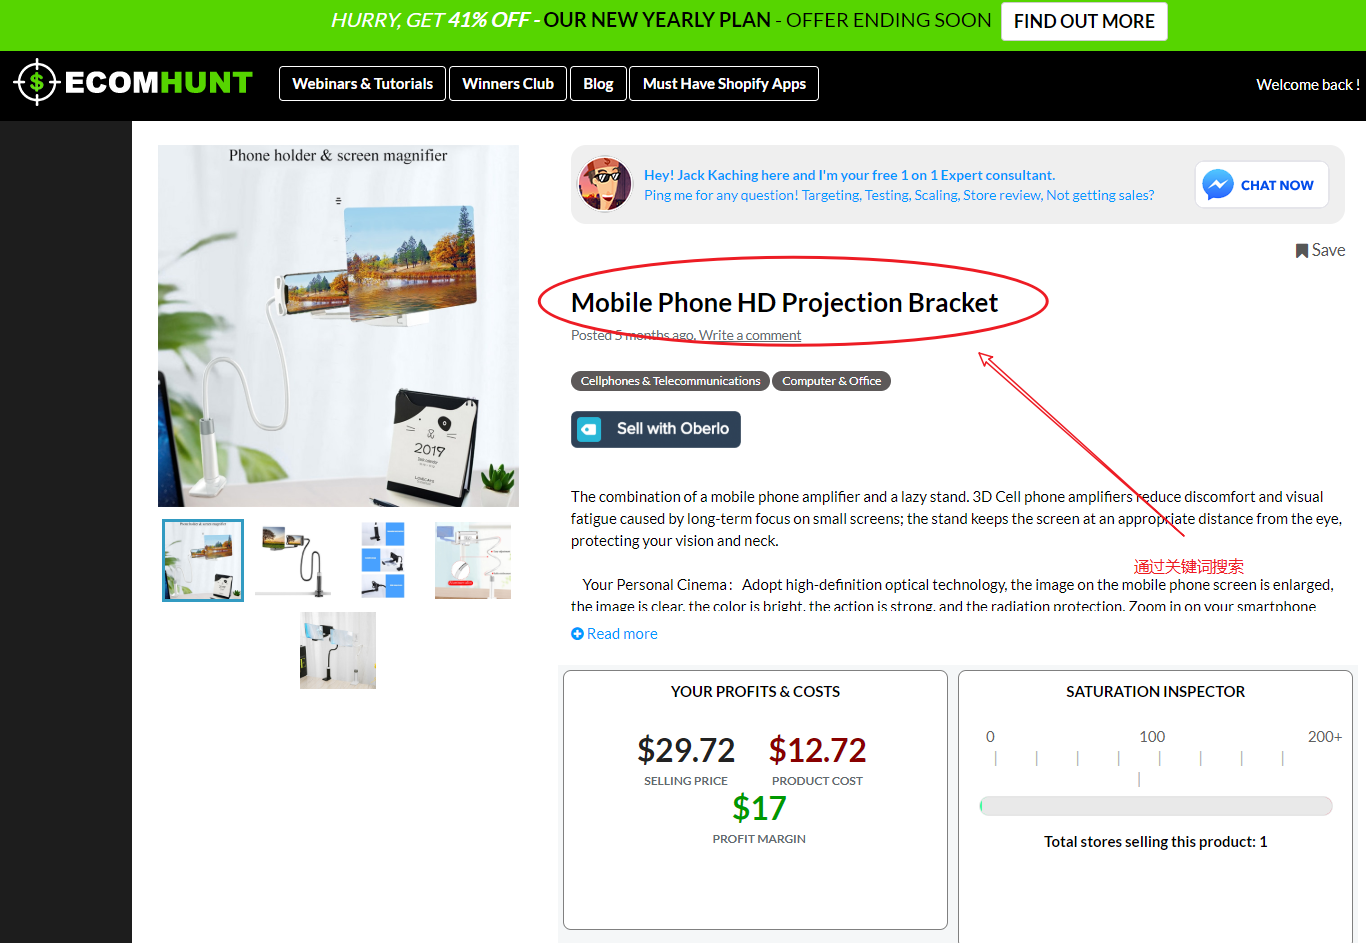 HURRY, GET 41% OFF - OUR NEW YEARLY PLAN - OFFER ENDING SOON FIND OUT MORE
ECOMHUNT Webinars & Tutorials Winners Club Blog Must Have Shopify Apps Welcome back !
Phone holder & screen magnifier
2019
Hey! Jack Kaching here and I'm your free 1 on 1 Expert consultant.
Ping me for any question! Targeting, Testing, Scaling, Store review, Not getting sales?
CHAT NOW
Save
Mobile Phone HD Projection Bracket
Posted 5 months ago. Write a comment
Cellphones & Telecommunications Computer & Office
Sell with Oberlo
The combination of a mobile phone amplifier and a lazy stand. 3D Cell phone amplifiers reduce discomfort and visual
fatigue caused by long-term focus on small screens; the stand keeps the screen at an appropriate distance from the eye,
protecting your vision and neck.
通过关键词搜索
Your Personal Cinema：Adopt high-definition optical technology, the image on the mobile phone screen is enlarged,
the image is clear, the color is bright, the action is strong, and the radiation protection. Zoom in on your smartphone
Read more
YOUR PROFITS & COSTS
$29.72 $12.72
SELLING PRICE PRODUCT COST
$17
PROFIT MARGIN
SATURATION INSPECTOR
0 100 200+
Total stores selling this product: 1